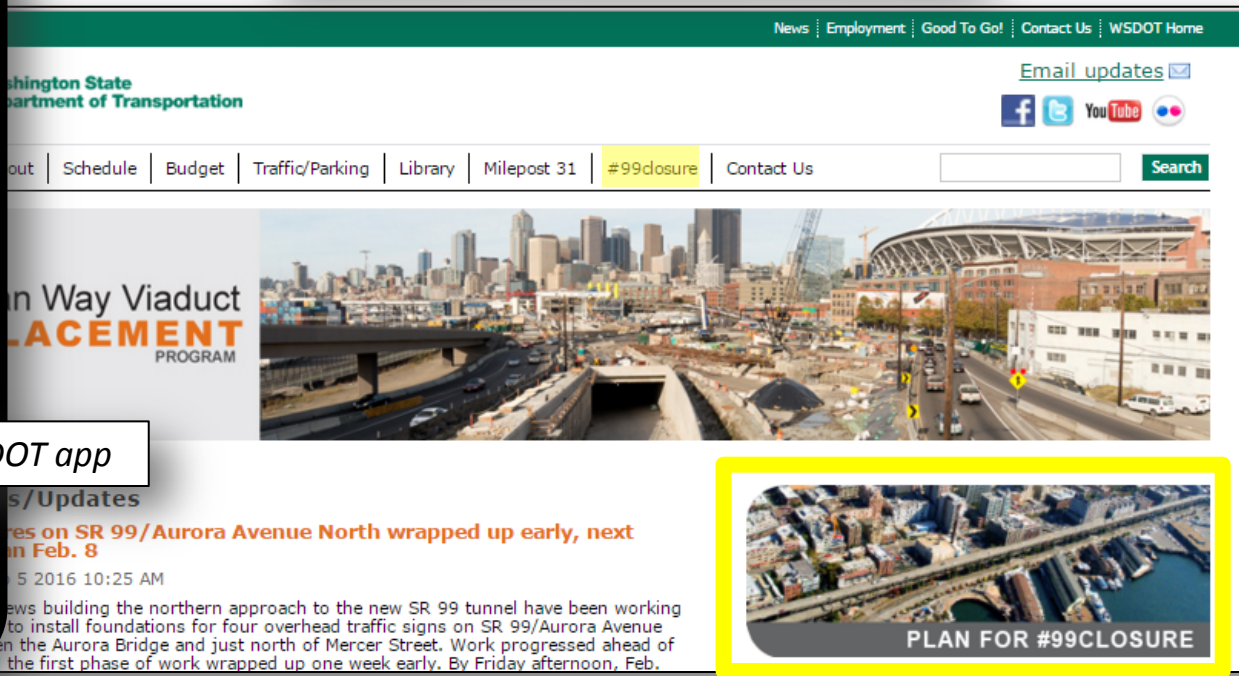 News Employment Good To Go! Contact Us WSDOT Home
shington State
partment of Transportation
Email updates
f You Tube
out Schedule Budget Traffic/Parking Library Milepost 31 #99closure Contact Us Search
n Way Viaduct
LACEMENT
PROGRAM
OOT app
s/Updates
res on SR 99/Aurora Avenue North wrapped up early, next
an Feb. 8
5 2016 10:25 AM
ews building the northern approach to the new SR 99 tunnel have been working
to install foundations for four overhead traffic signs on SR 99/Aurora Avenue
en the Aurora Bridge and just north of Mercer Street. Work progressed ahead of
the first phase of work wrapped up one week early. By Friday afternoon, Feb.
PLAN FOR #99CLOSURE